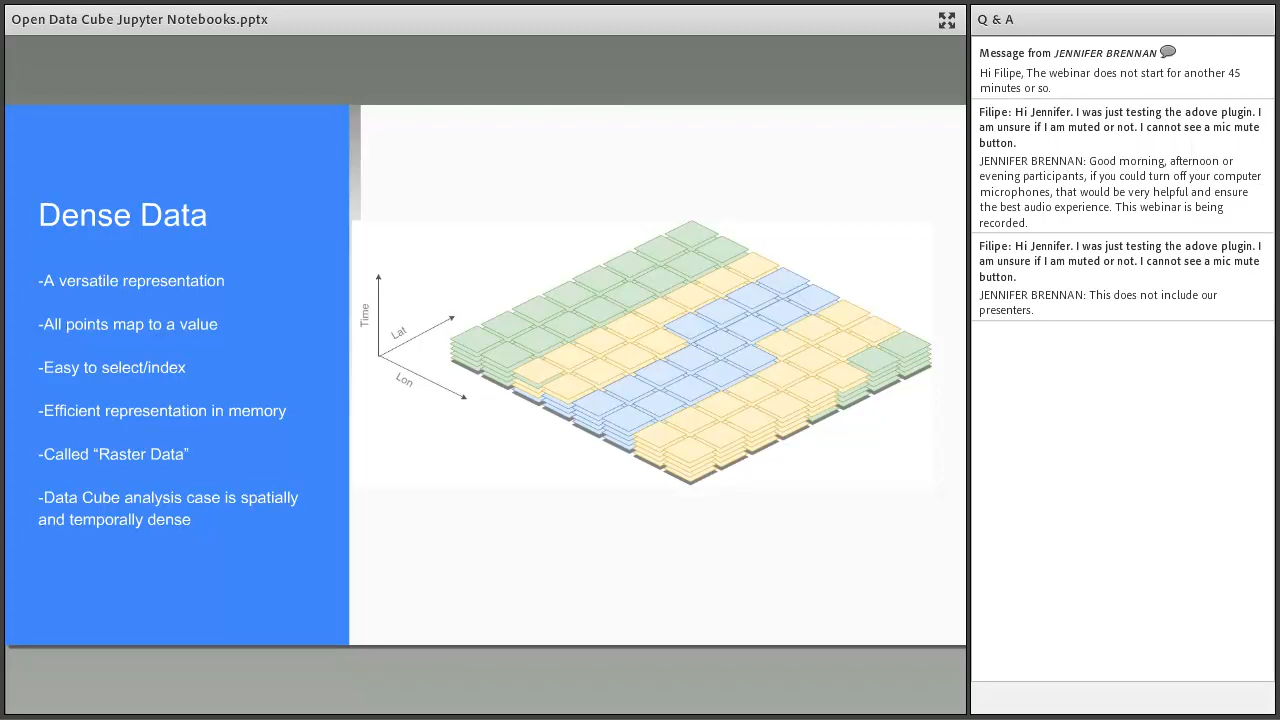 Open Data Cube Jupyter Notebooks.pptx
Dense Data
-A versatile representation
-All points map to a value
-Easy to select/index
-Efficient representation in memory
-Called “Raster Data”
-Data Cube analysis case is spatially
and temporally dense
Time
Lat
Lon
Q & A
Message from JENNIFER BRENNAN
Hi Filipe, The webinar does not start for another 45
minutes or so.
Filipe: Hi Jennifer. I was just testing the adove plugin. I
am unsure if I am muted or not. I cannot see a mic mute
button.
JENNIFER BRENNAN: Good morning, afternoon or
evening participants, if you could turn off your computer
microphones, that would be very helpful and ensure
the best audio experience. This webinar is being
recorded.
Filipe: Hi Jennifer. I was just testing the adove plugin. I
am unsure if I am muted or not. I cannot see a mic mute
button.
JENNIFER BRENNAN: This does not include our
presenters.